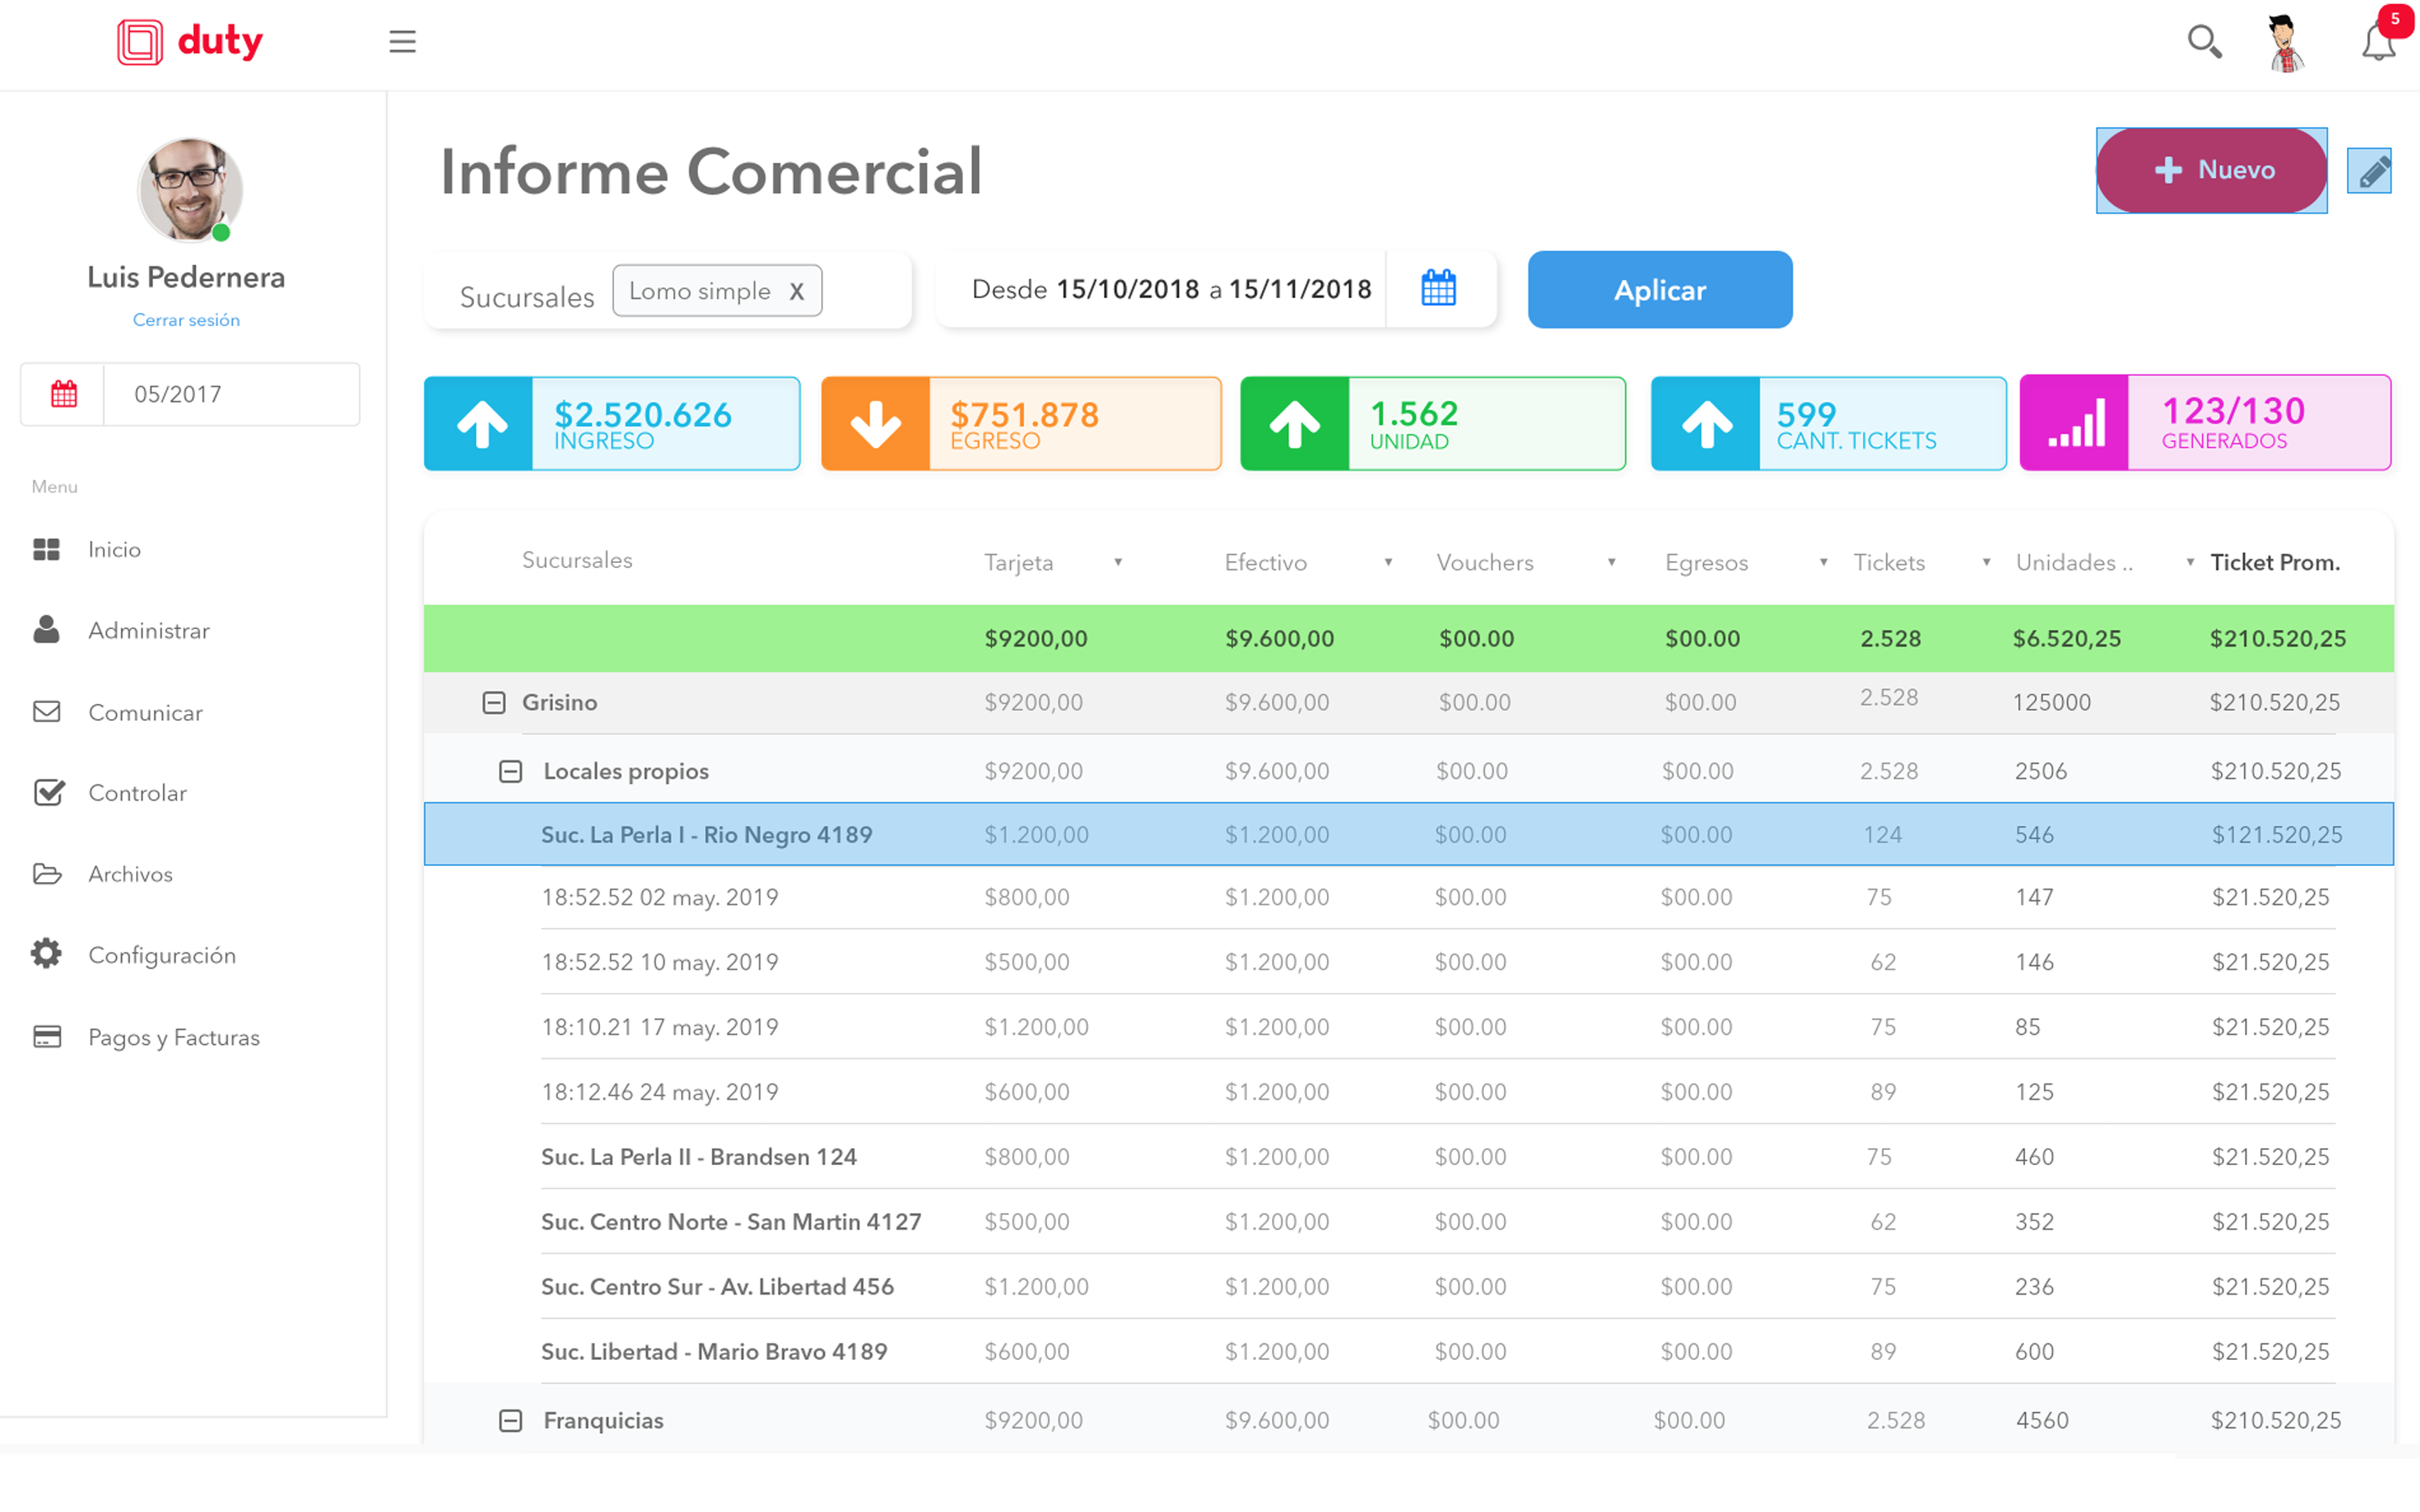 duty
5
Luis Pedernera
Cerrar sesión
05/2017
Menu
Inicio
Administrar
Comunicar
Controlar
Archivos
Configuración
Pagos y Facturas
Informe Comercial
Nuevo
Sucursales Lomo simple X
Desde 15/10/2018 a 15/11/2018
Aplicar
$2.520.626
INGRESO
$751.878
EGRESO
1.562
UNIDAD
599
CANT. TICKETS
123/130
GENERADOS
Sucursales Tarjeta Efectivo Vouchers Egresos Tickets Unidades .. Ticket Prom.
$9200,00 $9.600,00 $00.00 $00.00 2.528 $6.520,25 $210.520,25
Grisino $9200,00 $9.600,00 $00.00 $00.00 2.528 125000 $210.520,25
Locales propios $9200,00 $9.600,00 $00.00 $00.00 2.528 2506 $210.520,25
Suc. La Perla I - Rio Negro 4189 $1.200,00 $1.200,00 $00.00 $00.00 124 546 $121.520,25
18:52.52 02 may. 2019 $800,00 $1.200,00 $00.00 $00.00 75 147 $21.520,25
18:52.52 10 may. 2019 $500,00 $1.200,00 $00.00 $00.00 62 146 $21.520,25
18:10.21 17 may. 2019 $1.200,00 $1.200,00 $00.00 $00.00 75 85 $21.520,25
18:12.46 24 may. 2019 $600,00 $1.200,00 $00.00 $00.00 89 125 $21.520,25
Suc. La Perla II - Brandsen 124 $800,00 $1.200,00 $00.00 $00.00 75 460 $21.520,25
Suc. Centro Norte - San Martin 4127 $500,00 $1.200,00 $00.00 $00.00 62 352 $21.520,25
Suc. Centro Sur - Av. Libertad 456 $1.200,00 $1.200,00 $00.00 $00.00 75 236 $21.520,25
Suc. Libertad - Mario Bravo 4189 $600,00 $1.200,00 $00.00 $00.00 89 600 $21.520,25
Franquicias $9200,00 $9.600,00 $00.00 $00.00 2.528 4560 $210.520,25